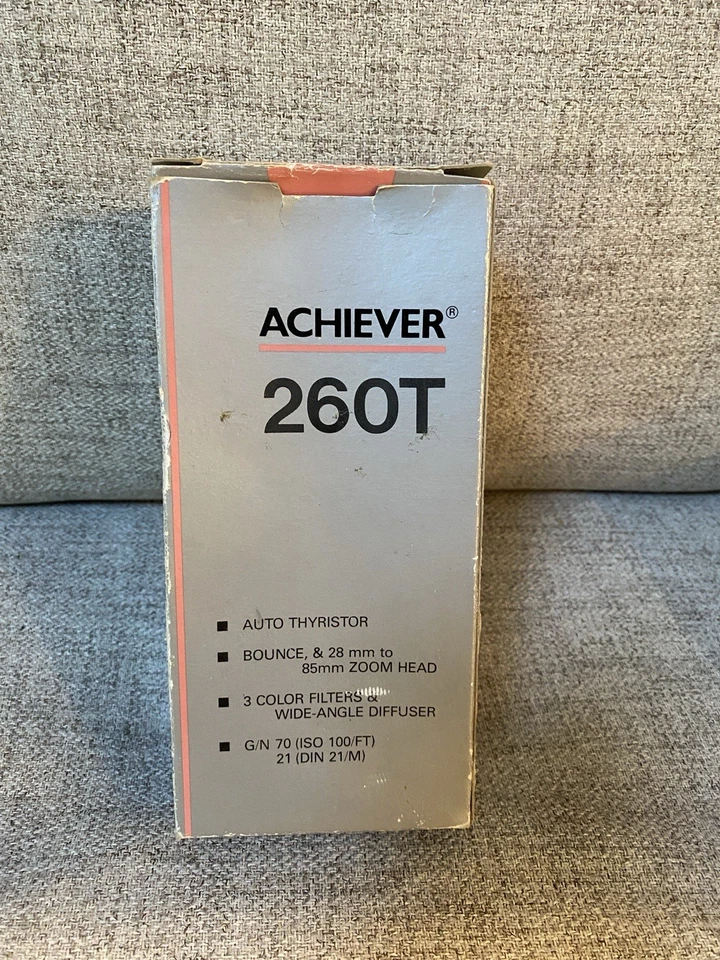 ACHIEVER®
260T
■ AUTO THYRISTOR
■ BOUNCE, & 28 mm to
85mm ZOOM HEAD
■ 3 COLOR FILTERS &
WIDE-ANGLE DIFFUSER
■ G/N 70 (ISO 100/FT)
21 (DIN 21/M)